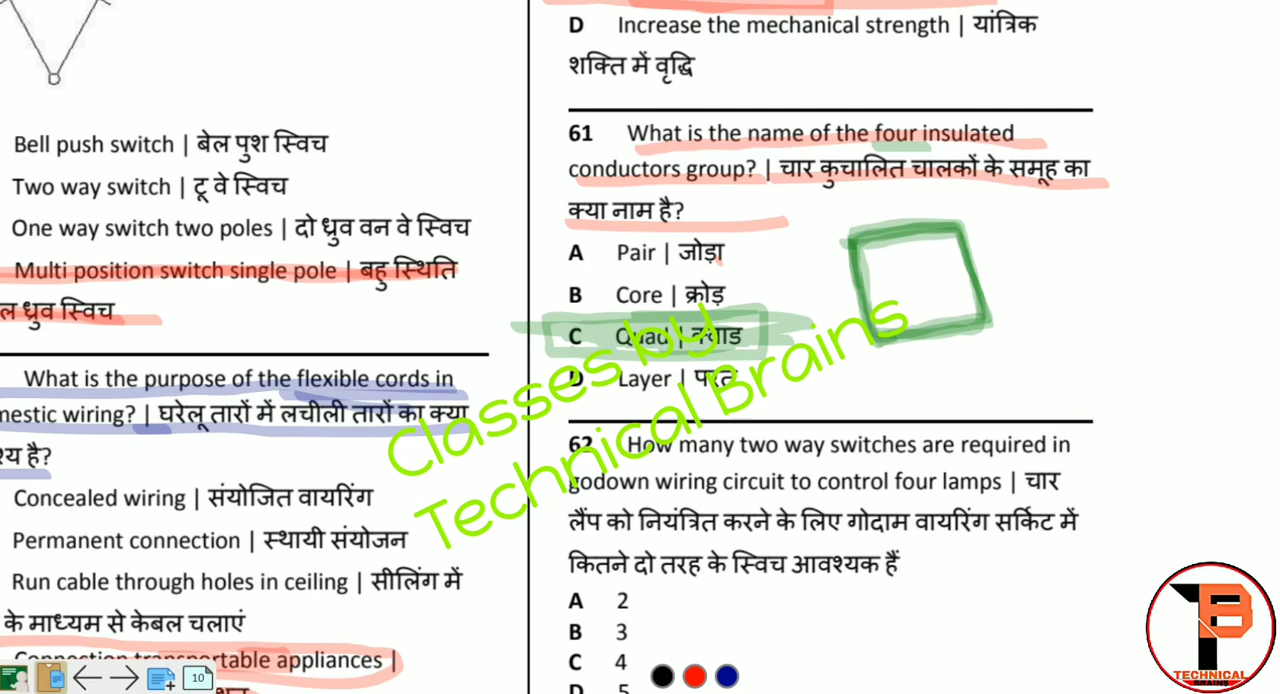 Bell push switch | बेल पुश स्विच
Two way switch | टू वे स्विच
One way switch two poles | दो ध्रुव वन वे स्विच
Multi position switch single pole | बहु स्थिति
ल ध्रुव स्विच
What is the purpose of the flexible cords in
mestic wiring? | घरेलू तारों में लचीली तारों का क्या
श्य है?
Concealed wiring | संयोजित वायरिंग
Permanent connection | स्थायी संयोजन
Run cable through holes in ceiling | सीलिंग में
के माध्यम से केबल चलाएं
Connection transportable appliances |
10
D Increase the mechanical strength | यांत्रिक
शक्ति में वृद्धि
61 What is the name of the four insulated
conductors group? | चार कुचालित चालकों के समूह का
क्या नाम है?
A Pair | जोड़ा
B Core | क्रोड़
C Quad | क्वाड
D Layer | परत
62 How many two way switches are required in
godown wiring circuit to control four lamps | चार
लैंप को नियंत्रित करने के लिए गोदाम वायरिंग सर्किट में
कितने दो तरह के स्विच आवश्यक हैं
A 2
B 3
C 4
D 5
Classes by
Technical Brains
TB
TECHNICAL
BRAINS